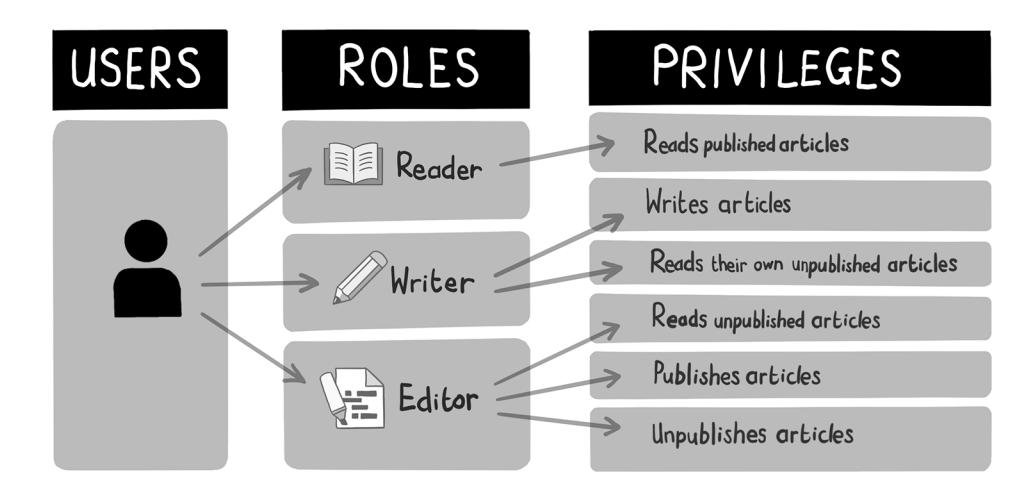 USERS
ROLES
PRIVILEGES
Reader
Writer
Editor
Reads published articles
Writes articles
Reads their own unpublished articles
Reads unpublished articles
Publishes articles
Unpublishes articles